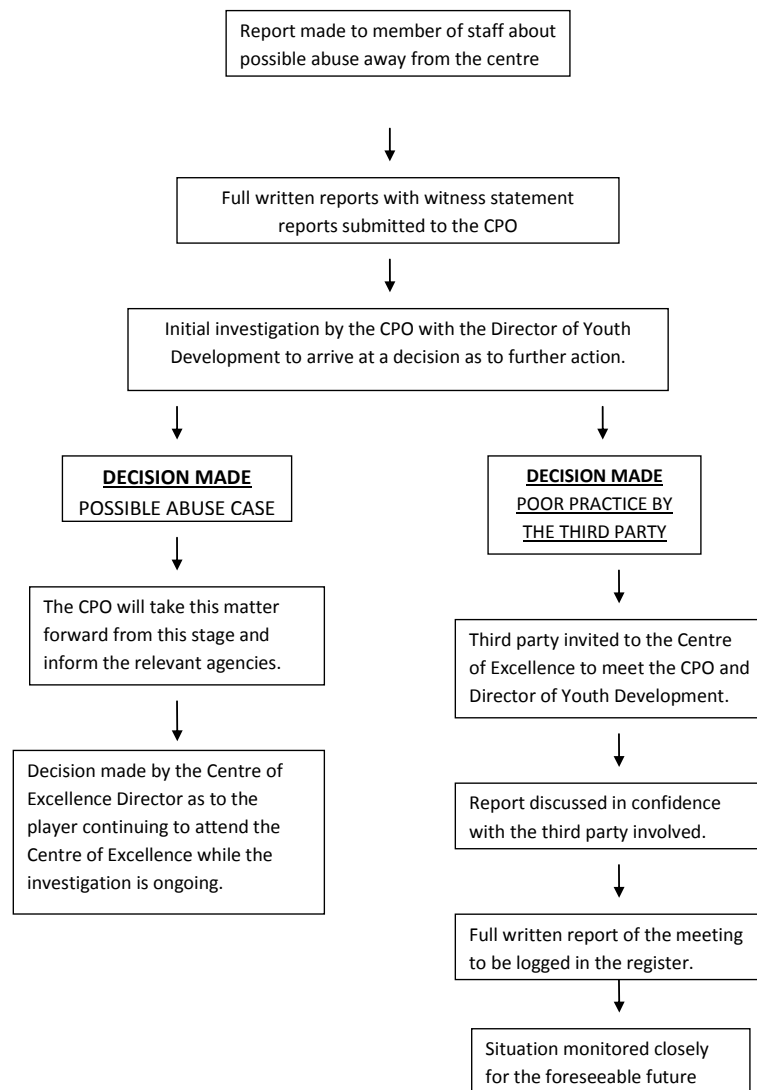 Report made to member of staff about
possible abuse away from the centre
Full written reports with witness statement
reports submitted to the CPO
Initial investigation by the CPO with the Director of Youth
Development to arrive at a decision as to further action.
DECISION MADE
POSSIBLE ABUSE CASE
The CPO will take this matter
forward from this stage and
inform the relevant agencies.
Decision made by the Centre of
Excellence Director as to the
player continuing to attend the
Centre of Excellence while the
investigation is ongoing.
DECISION MADE
POOR PRACTICE BY
THE THIRD PARTY
Third party invited to the Centre
of Excellence to meet the CPO and
Director of Youth Development.
Report discussed in confidence
with the third party involved.
Full written report of the meeting
to be logged in the register.
Situation monitored closely
for the foreseeable future